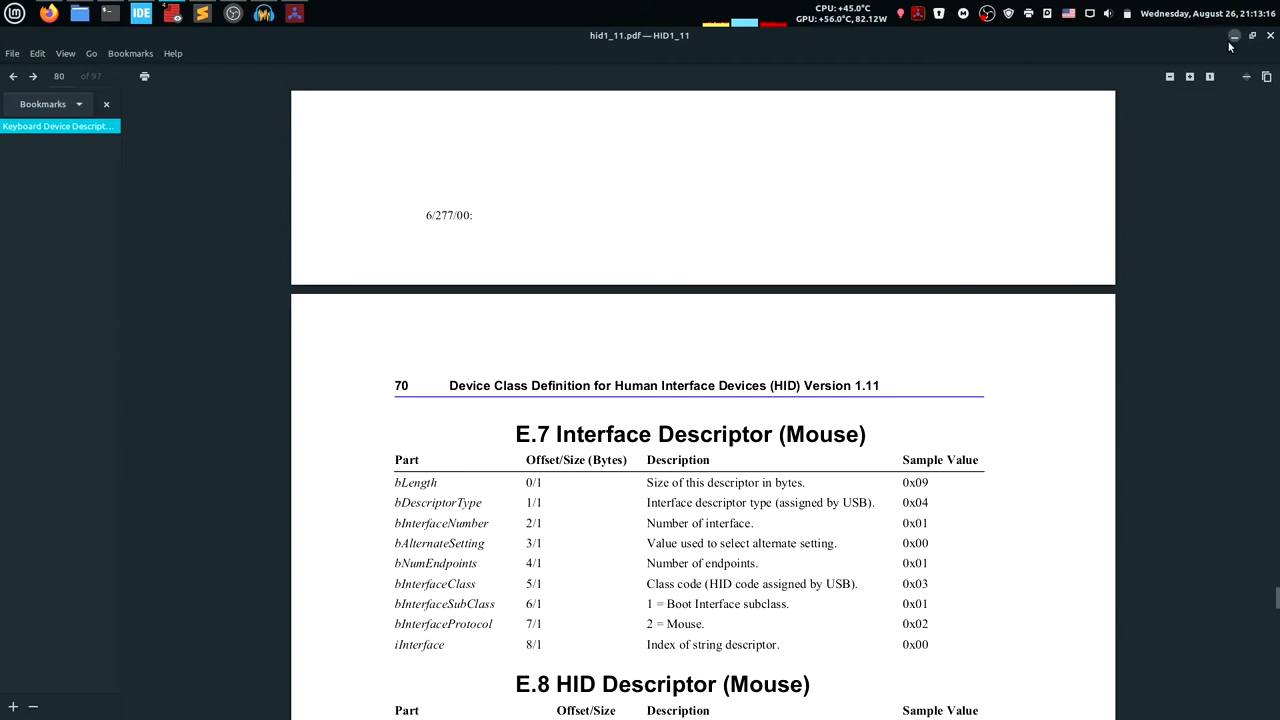 IDE
CPU: +45.0°C
GPU: +56.0°C, 82.12W
Wednesday, August 26, 21:13:16
hid1_11.pdf — HID1_11
File Edit View Go Bookmarks Help
80 of 97
Bookmarks
Keyboard Device Descript...
6/277/00:
70 Device Class Definition for Human Interface Devices (HID) Version 1.11
E.7 Interface Descriptor (Mouse)
Part Offset/Size (Bytes) Description Sample Value
bLength 0/1 Size of this descriptor in bytes. 0x09
bDescriptorType 1/1 Interface descriptor type (assigned by USB). 0x04
bInterfaceNumber 2/1 Number of interface. 0x01
bAlternateSetting 3/1 Value used to select alternate setting. 0x00
bNumEndpoints 4/1 Number of endpoints. 0x01
bInterfaceClass 5/1 Class code (HID code assigned by USB). 0x03
bInterfaceSubClass 6/1 1 = Boot Interface subclass. 0x01
bInterfaceProtocol 7/1 2 = Mouse. 0x02
iInterface 8/1 Index of string descriptor. 0x00
E.8 HID Descriptor (Mouse)
Part Offset/Size Description Sample Value